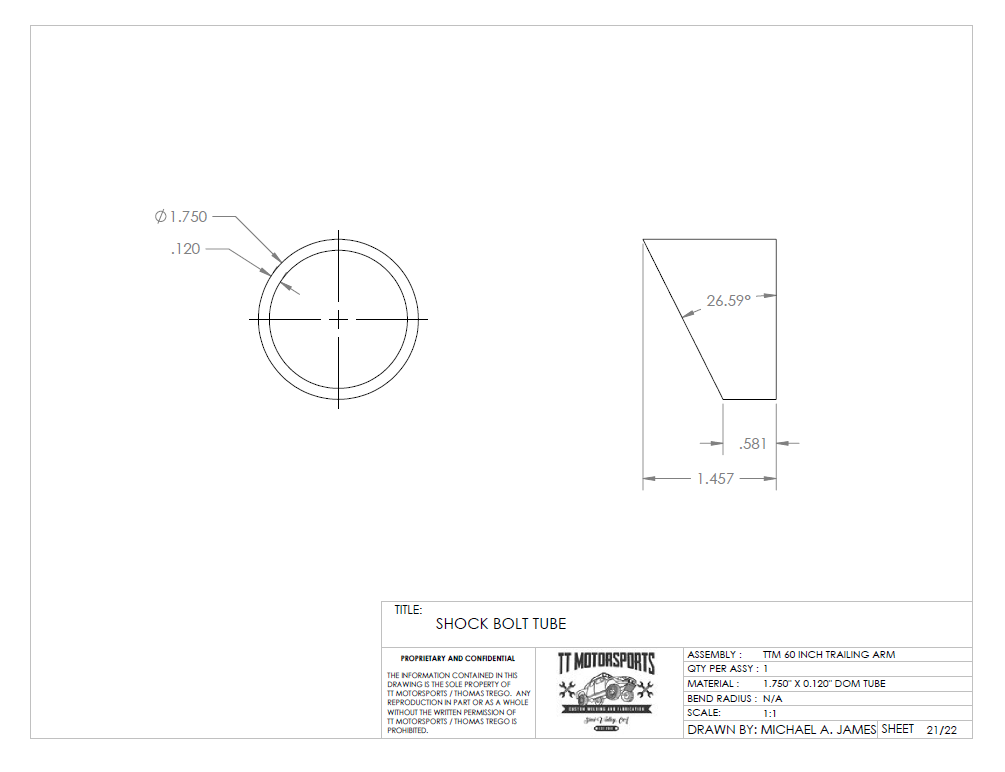 Ø1.750
.120
26.59°
.581
1.457
TITLE:
SHOCK BOLT TUBE
PROPRIETARY AND CONFIDENTIAL
THE INFORMATION CONTAINED IN THIS
DRAWING IS THE SOLE PROPERTY OF
TT MOTORSPORTS / THOMAS TREGO. ANY
REPRODUCTION IN PART OR AS A WHOLE
WITHOUT THE WRITTEN PERMISSION OF
TT MOTORSPORTS / THOMAS TREGO IS
PROHIBITED.
TT MOTORSPORTS
CUSTOM WELDING AND FABRICATION
ASSEMBLY : TTM 60 INCH TRAILING ARM
QTY PER ASSY : 1
MATERIAL : 1.750" X 0.120" DOM TUBE
BEND RADIUS : N/A
SCALE: 1:1
DRAWN BY: MICHAEL A. JAMES SHEET 21/22